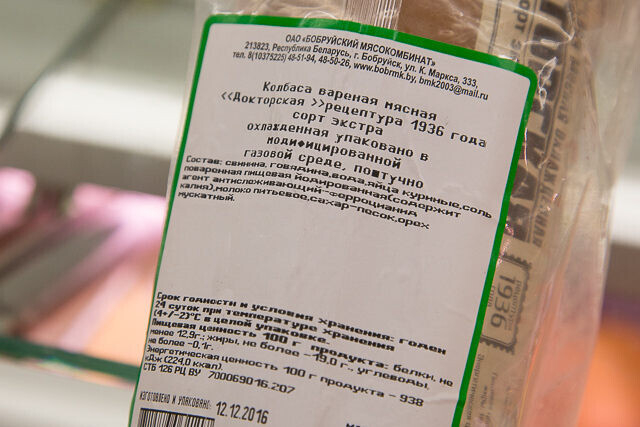 ОАО «БОБРУЙСКИЙ МЯСОКОМБИНАТ»
213823, Республика Беларусь, г. Бобруйск, ул. К. Маркса, 333,
тел. 8(10375225) 48-51-94, 49-50-26, www.bobrmk.by, bmk2003@mail.ru
Колбаса вареная мясная
<<Докторская >>рецептура 1936 года
сорт экстра
охлажденная упаковано в
модифицированной
газовой среде, поштучно
Состав: свинина, говядина,вода,яйца куриные,соль
поваренная пищевая йодированная(содержит
агент антислеживающий-ферроцианид
калия),молоко питьевое,сахар-песок,орех
мускатный.
Срок годности и условия хранения: годен
24 суток при температуре хранения
(4+/-2)°С в целой упаковке.
Пищевая ценность 100 г продукта: белки, не
менее 12,9г.; жиры, не более -19,0 г., углеводы,
не более -0,1г.
Энергетическая ценность 100 г продукта – 938
кДж (224,0 ккал).
СТБ 126 РЦ BY 700069016.207
ИЗГОТОВЛЕНО И УПАКОВАНО: 12.12.2016
1936